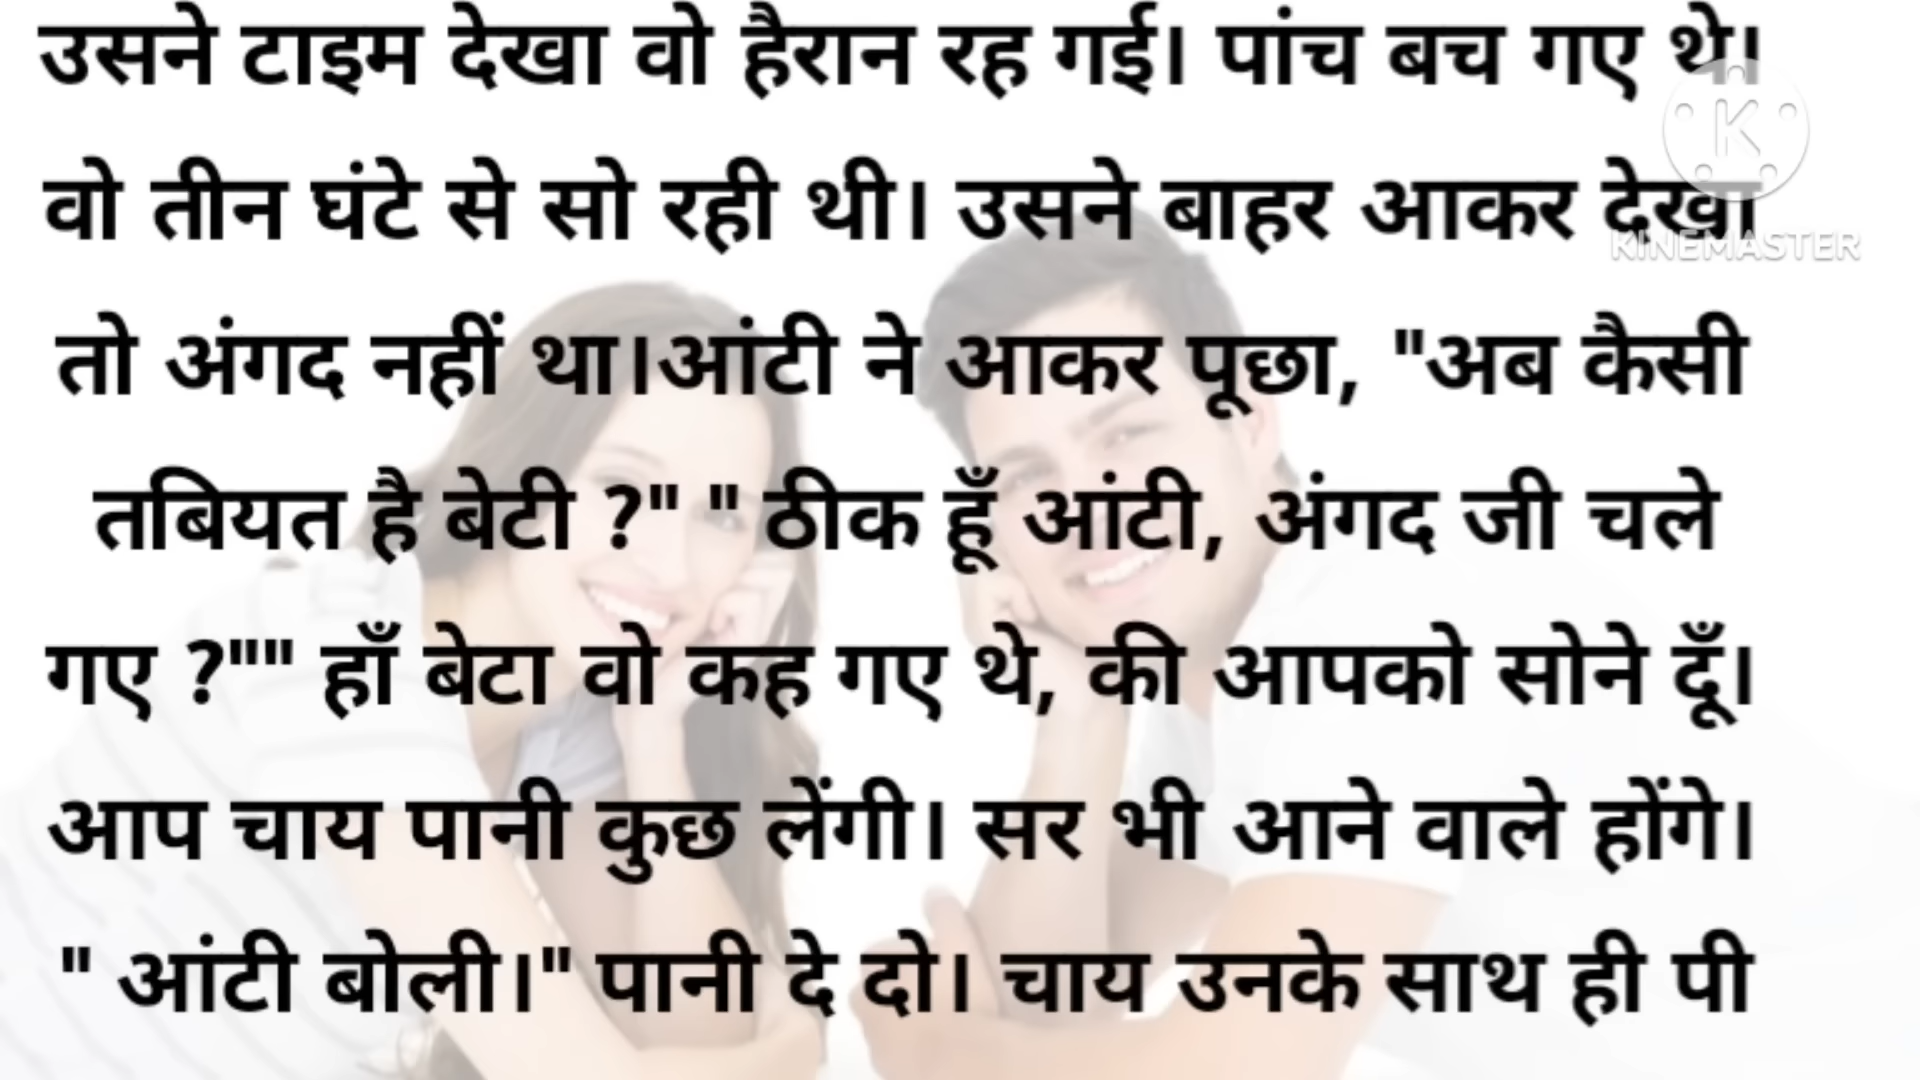 उसने टाइम देखा वो हैरान रह गई। पांच बच गए थे।
वो तीन घंटे से सो रही थी। उसने बाहर आकर देखा
तो अंगद नहीं था।आंटी ने आकर पूछा, "अब कैसी
तबियत है बेटी ?" " ठीक हूँ आंटी, अंगद जी चले
गए ?"" हाँ बेटा वो कह गए थे, की आपको सोने दूँ।
आप चाय पानी कुछ लेंगी। सर भी आने वाले होंगे।
" आंटी बोली।" पानी दे दो। चाय उनके साथ ही पी
K
KINEMASTER